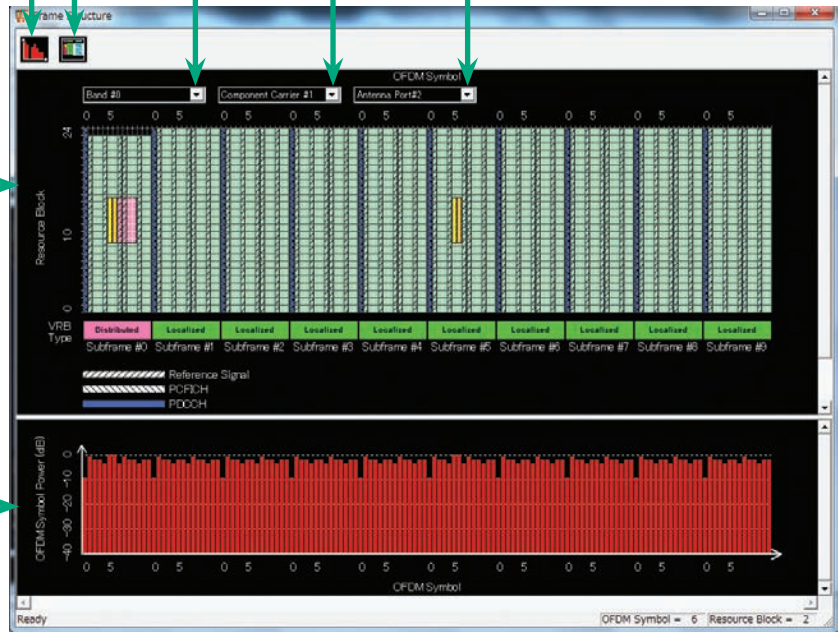 Frame Structure
OFDM Symbol
Band #0 Component Carrier #1 Antenna Port#2
0 5 0 5 0 5 0 5 0 5 0 5 0 5 0 5 0 5 0 5
24
10
0
Resource Block
VRB Type
Distributed Localized Localized Localized Localized Localized Localized Localized Localized Localized
Subframe #0 Subframe #1 Subframe #2 Subframe #3 Subframe #4 Subframe #5 Subframe #6 Subframe #7 Subframe #8 Subframe #9
Reference Signal
PCFICH
PDCCH
OFDM Symbol Power (dB)
0
-10
-20
-30
-40
0 5 0 5 0 5 0 5 0 5 0 5 0 5 0 5 0 5 0 5
OFDM Symbol
Ready
OFDM Symbol = 6 Resource Block = 2